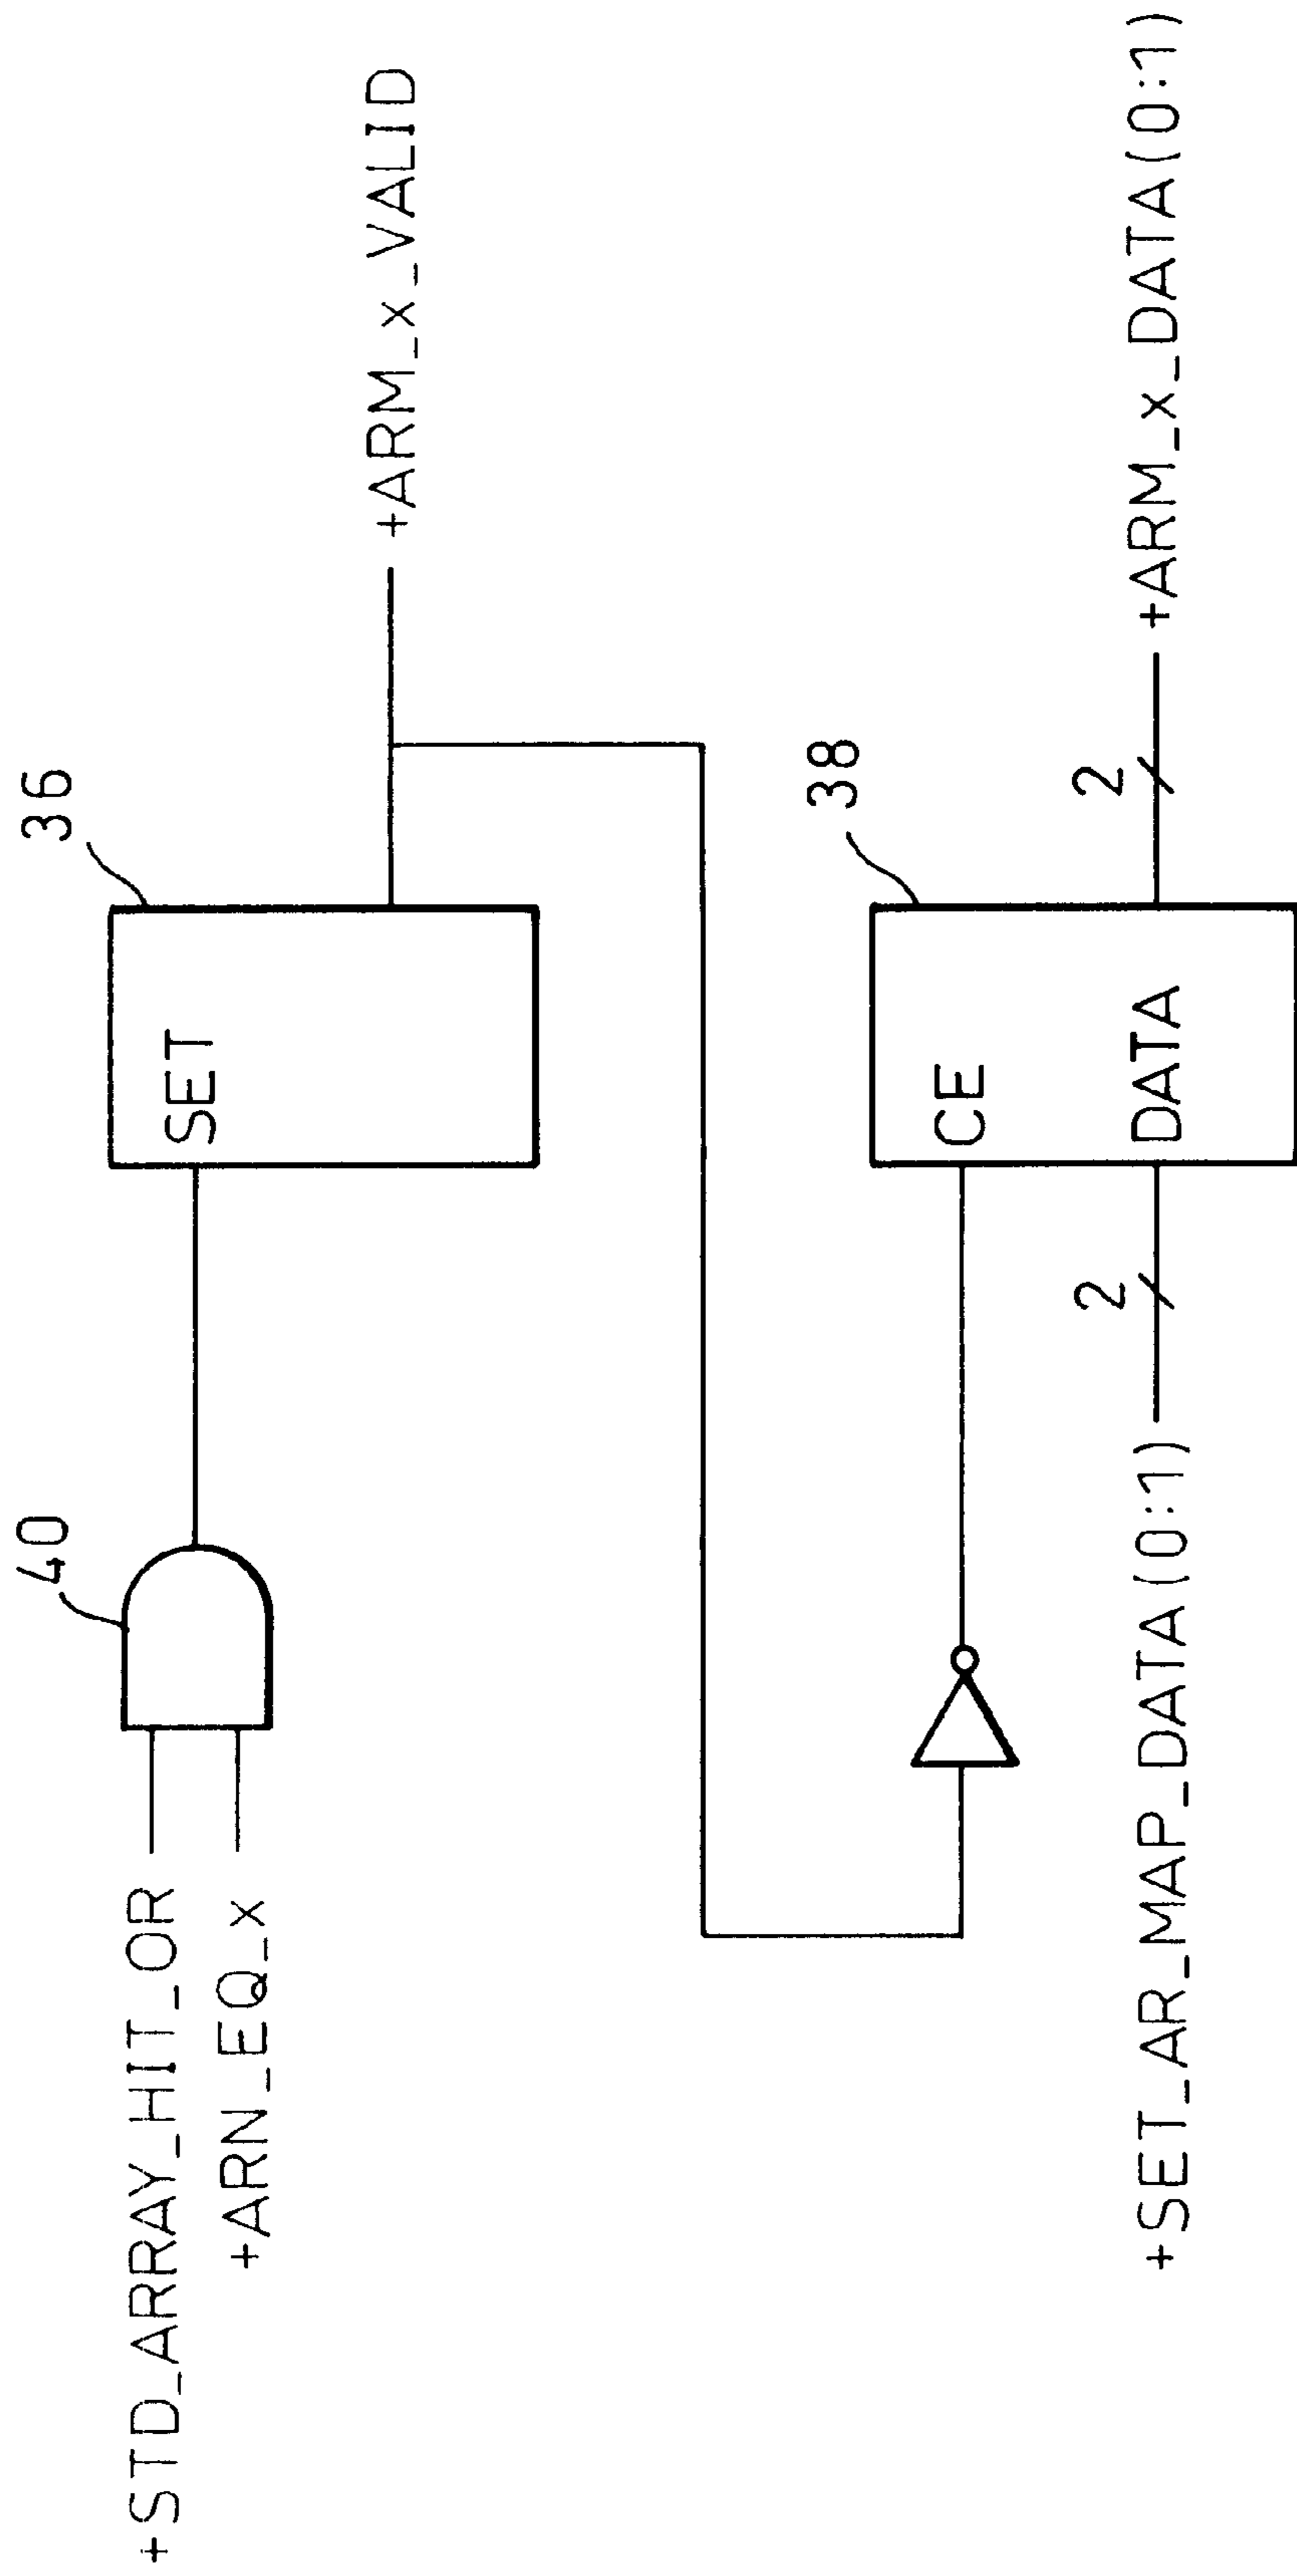 +STD_ARRAY_HIT_OR
+ARN_EQ_x
40
SET
36
+ARM_x_VALID
+SET_AR_MAP_DATA(0:1)
2
CE
DATA
38
2
+ARM_x_DATA(0:1)